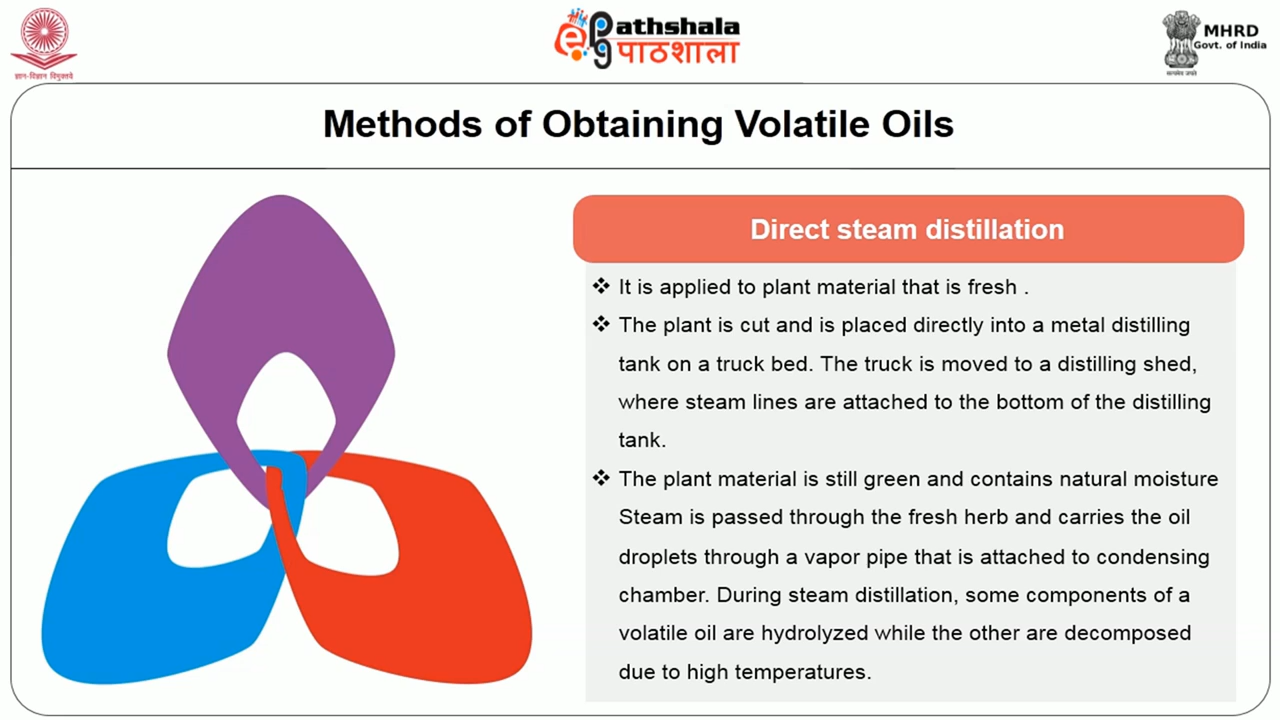 ज्ञान-विज्ञान विमुक्तये
ePathshala
पाठशाला
MHRD
Govt. of India
सत्यमेव जयते
Methods of Obtaining Volatile Oils
Direct steam distillation
❖ It is applied to plant material that is fresh .
❖ The plant is cut and is placed directly into a metal distilling
tank on a truck bed. The truck is moved to a distilling shed,
where steam lines are attached to the bottom of the distilling
tank.
❖ The plant material is still green and contains natural moisture
Steam is passed through the fresh herb and carries the oil
droplets through a vapor pipe that is attached to condensing
chamber. During steam distillation, some components of a
volatile oil are hydrolyzed while the other are decomposed
due to high temperatures.